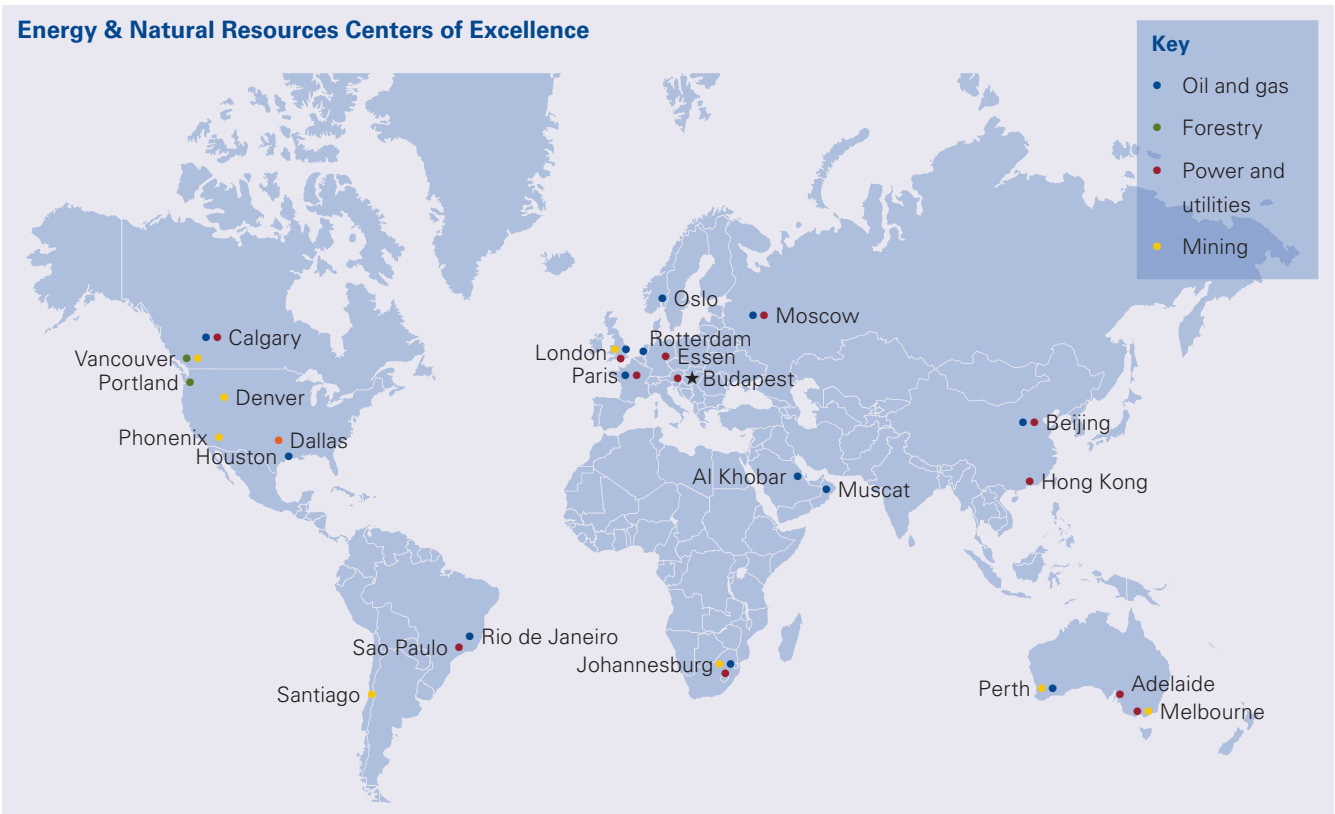 Energy & Natural Resources Centers of Excellence
Key
Oil and gas
Forestry
Power and
utilities
Mining
Oslo
Moscow
Calgary
Rotterdam
London
Essen
Vancouver
Paris
Budapest
Portland
Denver
Beijing
Phonenix
Dallas
Houston
Al Khobar
Muscat
Hong Kong
Rio de Janeiro
Sao Paulo
Johannesburg
Santiago
Perth
Adelaide
Melbourne